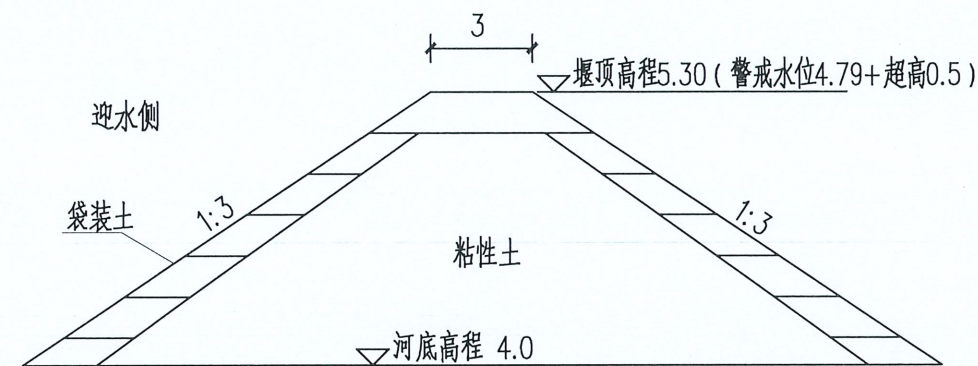 3
堰顶高程5.30(警戒水位4.79+超高0.5)
迎水侧
袋装土
1:3
1:3
粘性土
河底高程 4.0